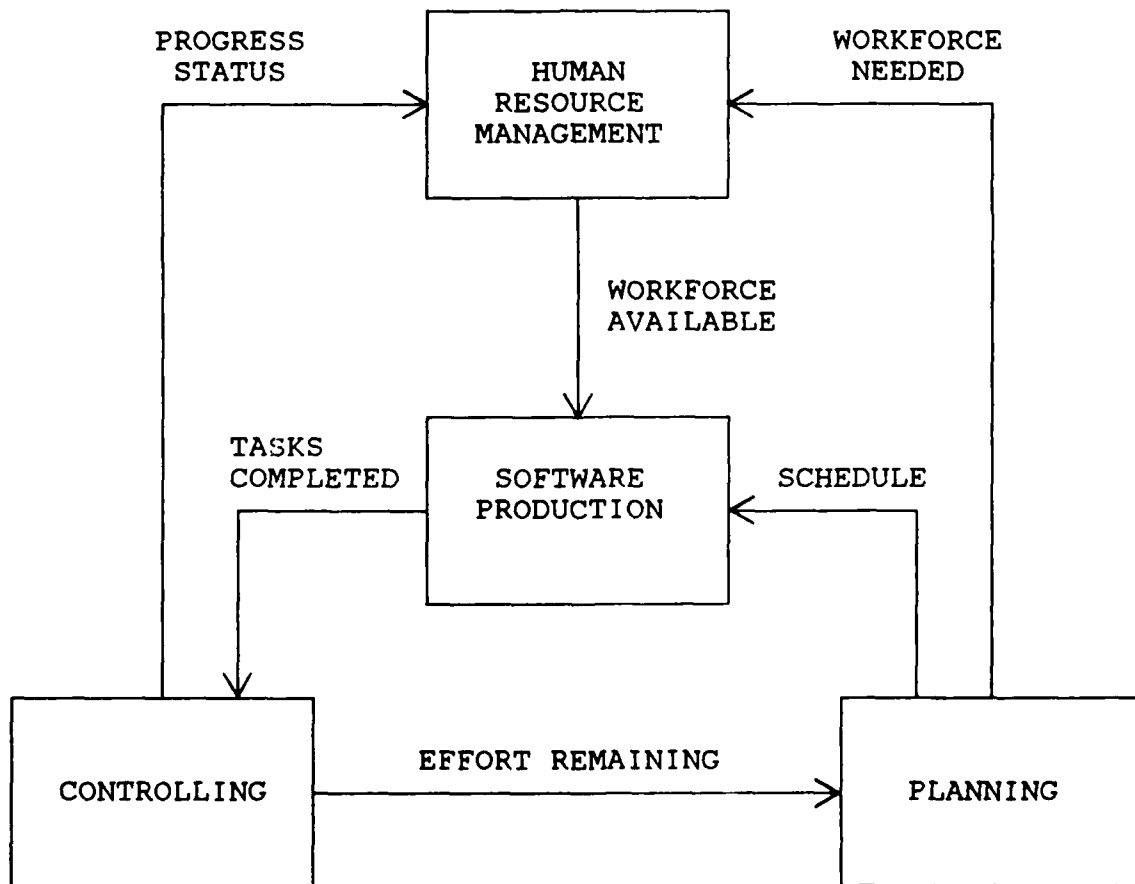 PROGRESS
STATUS
HUMAN
RESOURCE
MANAGEMENT
WORKFORCE
NEEDED
WORKFORCE
AVAILABLE
TASKS
COMPLETED
SOFTWARE
PRODUCTION
SCHEDULE
CONTROLLING
EFFORT REMAINING
PLANNING